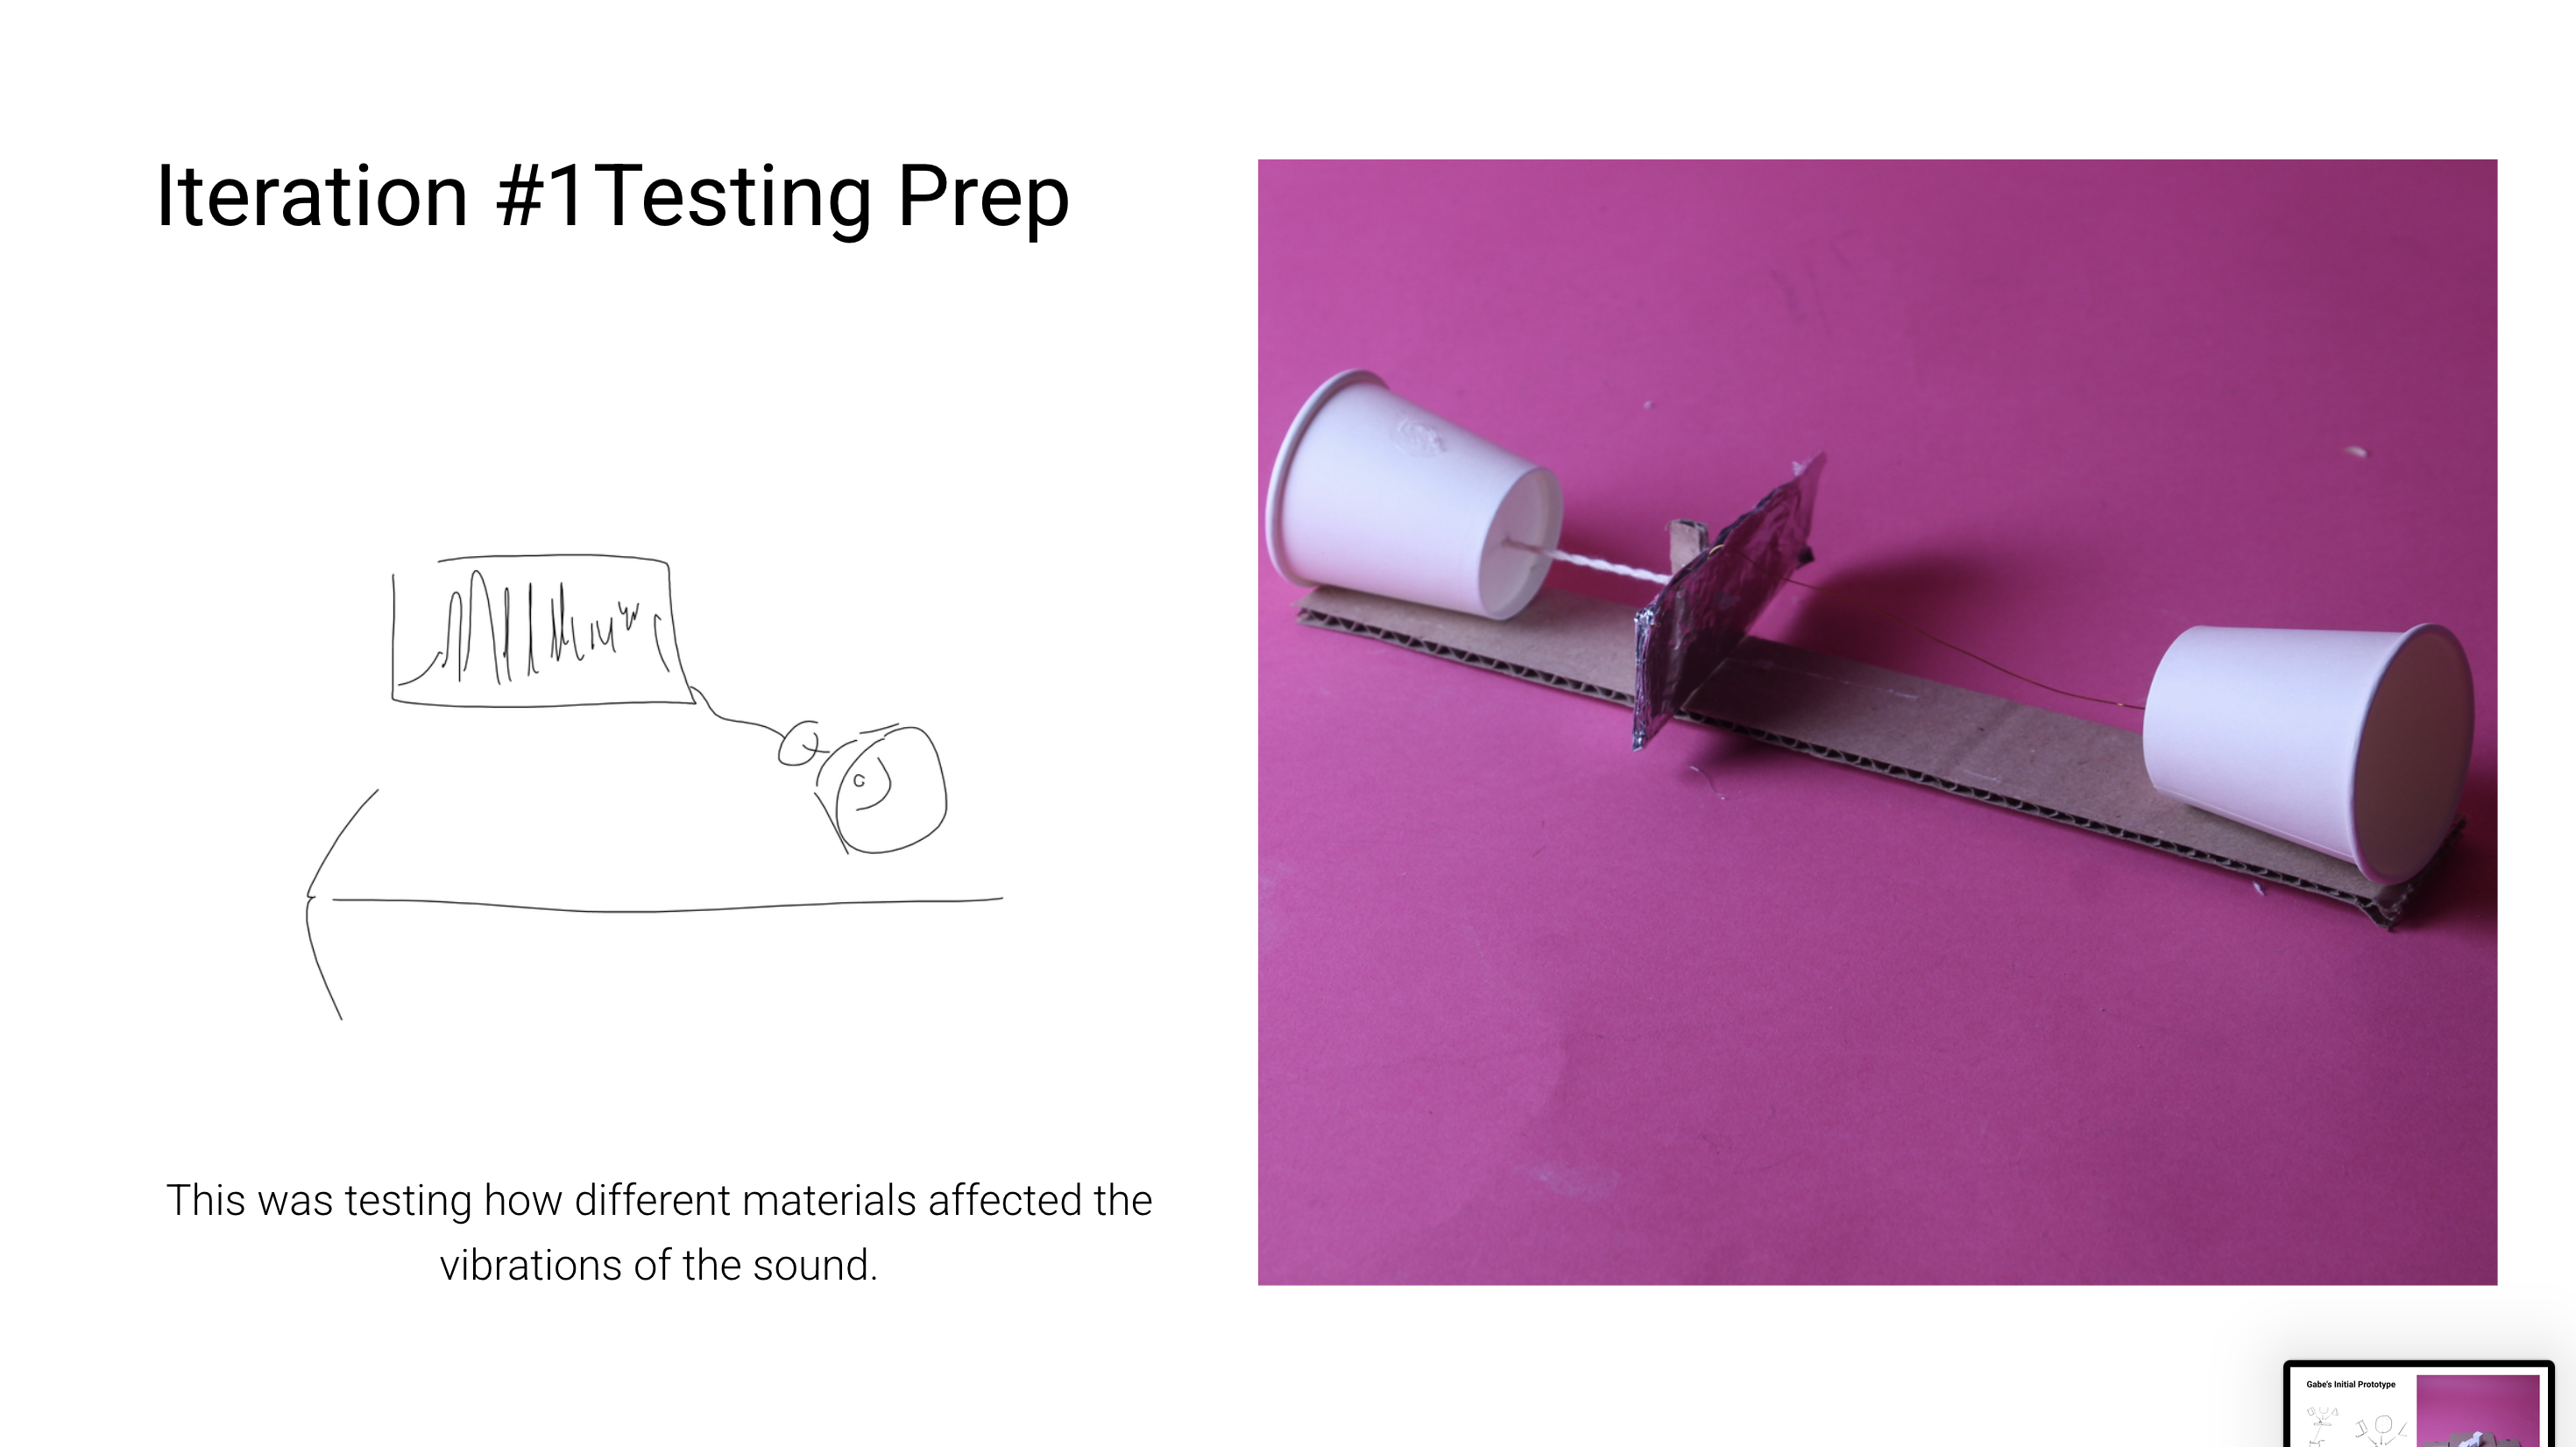 Iteration #1Testing Prep
This was testing how different materials affected the
vibrations of the sound.
Gabe's Initial Prototype